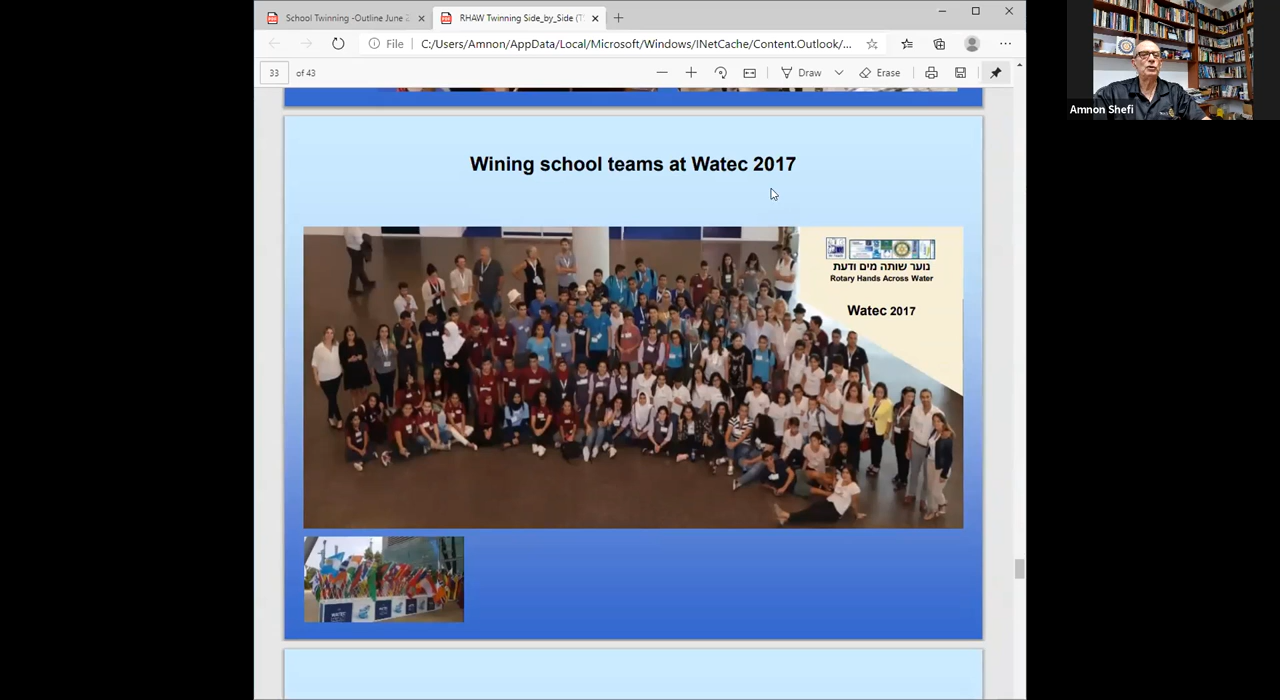 School Twinning -Outline June 2
RHAW Twinning Side_by_Side (T
File
C:/Users/Amnon/AppData/Local/Microsoft/Windows/INetCache/Content.Outlook/...
33 of 43
Draw
Erase
Amnon Shefi
Wining school teams at Watec 2017
נוער שותה מים ודעת
Rotary Hands Across Water
Watec 2017